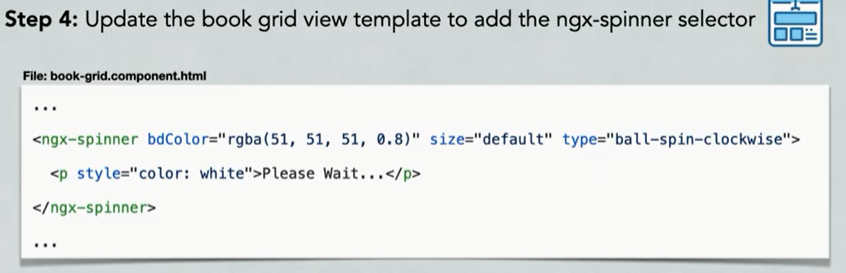 Step 4: Update the book grid view template to add the ngx-spinner selector
File: book-grid.component.html
...
<ngx-spinner bdColor="rgba(51, 51, 51, 0.8)" size="default" type="ball-spin-clockwise">
<p style="color: white">Please Wait...</p>
</ngx-spinner>
...